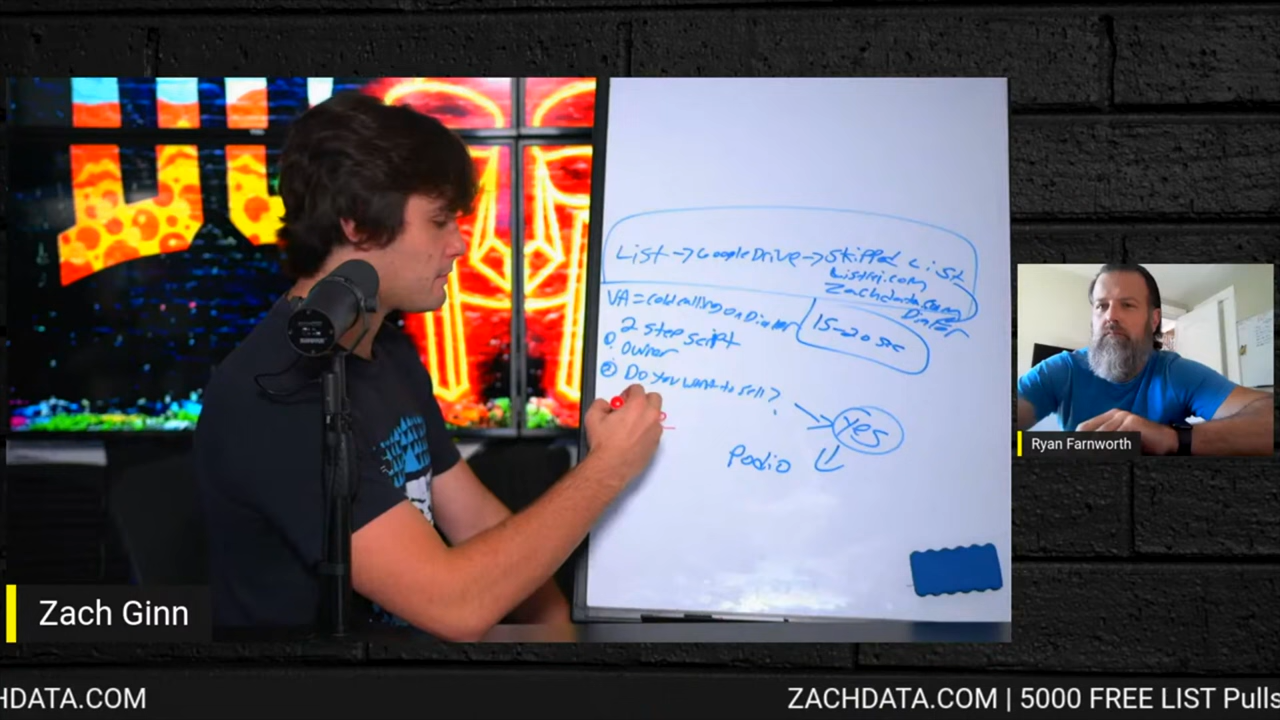 List → Google Drive → Skipped List
Listrei.com
Zachdata.com
Dialer
VA = cold calling on Dialer
15-20 sec
2 step script
① Owner
② Do you want to sell?
Yes
Podio
Ryan Farnworth
Zach Ginn
HDATA.COM
ZACHDATA.COM | 5000 FREE LIST Pulls